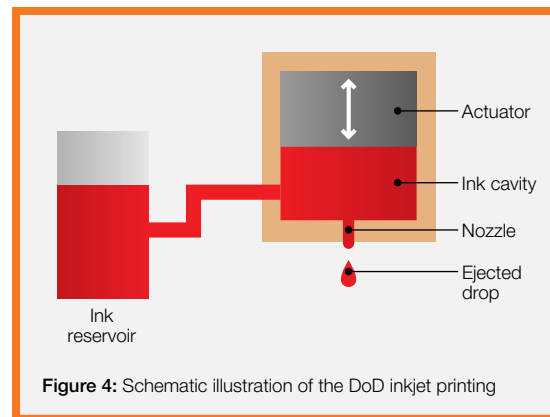 Actuator
Ink cavity
Nozzle
Ejected
drop
Ink
reservoir
Figure 4: Schematic illustration of the DoD inkjet printing